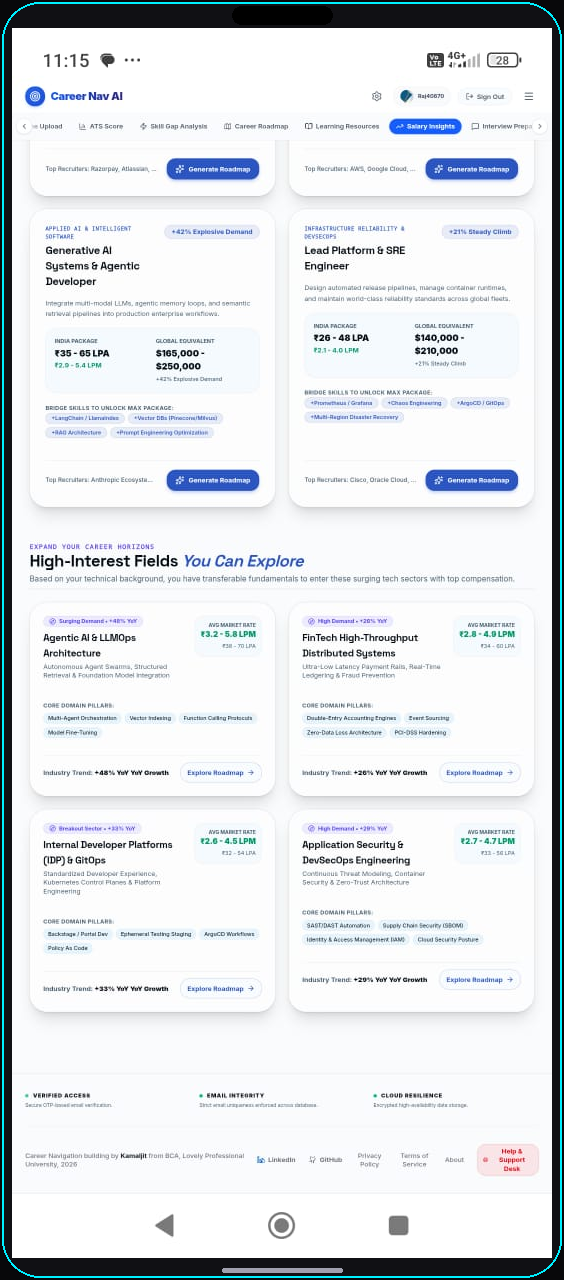 11:15
Vo LTE 4G+ 28
Career Nav AI
Raj40870
Sign Out
e Upload
ATS Score
Skill Gap Analysis
Career Roadmap
Learning Resources
Salary Insights
Interview Prepa
Top Recruiters: Razorpay, Atlassian, ...
Generate Roadmap
Top Recruiters: AWS, Google Cloud, ...
Generate Roadmap
APPLIED AI & INTELLIGENT
SOFTWARE
+42% Explosive Demand
Generative AI
Systems & Agentic
Developer
Integrate multi-modal LLMs, agentic memory loops, and semantic
retrieval pipelines into production enterprise workflows.
INDIA PACKAGE
₹35 - 65 LPA
₹2.9 - 5.4 LPM
GLOBAL EQUIVALENT
$165,000 -
$250,000
+42% Explosive Demand
BRIDGE SKILLS TO UNLOCK MAX PACKAGE:
+LangChain / LlamaIndex
+Vector DBs (Pinecone/Milvus)
+RAG Architecture
+Prompt Engineering Optimization
Top Recruiters: Anthropic Ecosyste...
Generate Roadmap
INFRASTRUCTURE RELIABILITY &
DEVSECOPS
+21% Steady Climb
Lead Platform & SRE
Engineer
Design automated release pipelines, manage container runtimes,
and maintain world-class reliability standards across global fleets.
INDIA PACKAGE
₹26 - 48 LPA
₹2.1 - 4.0 LPM
GLOBAL EQUIVALENT
$140,000 -
$210,000
+21% Steady Climb
BRIDGE SKILLS TO UNLOCK MAX PACKAGE:
+Prometheus / Grafana
+Chaos Engineering
+ArgoCD / GitOps
+Multi-Region Disaster Recovery
Top Recruiters: Cisco, Oracle Cloud, ...
Generate Roadmap
EXPAND YOUR CAREER HORIZONS
High-Interest Fields You Can Explore
Based on your technical background, you have transferable fundamentals to enter these surging tech sectors with top compensation.
Surging Demand • +48% YoY
Agentic AI & LLMOps
Architecture
Autonomous Agent Swarms, Structured
Retrieval & Foundation Model Integration
AVG MARKET RATE
₹3.2 - 5.8 LPM
₹38 - 70 LPA
CORE DOMAIN PILLARS:
Multi-Agent Orchestration
Vector Indexing
Function Calling Protocols
Model Fine-Tuning
Industry Trend: +48% YoY YoY Growth
Explore Roadmap
High Demand • +26% YoY
FinTech High-Throughput
Distributed Systems
Ultra-Low Latency Payment Rails, Real-Time
Ledgering & Fraud Prevention
AVG MARKET RATE
₹2.8 - 4.9 LPM
₹34 - 60 LPA
CORE DOMAIN PILLARS:
Double-Entry Accounting Engines
Event Sourcing
Zero-Data Loss Architecture
PCI-DSS Hardening
Industry Trend: +26% YoY YoY Growth
Explore Roadmap
Breakout Sector • +33% YoY
Internal Developer Platforms
(IDP) & GitOps
Standardized Developer Experience,
Kubernetes Control Planes & Platform
Engineering
AVG MARKET RATE
₹2.6 - 4.5 LPM
₹32 - 54 LPA
CORE DOMAIN PILLARS:
Backstage / Portal Dev
Ephemeral Testing Staging
ArgoCD Workflows
Policy As Code
Industry Trend: +33% YoY YoY Growth
Explore Roadmap
High Demand • +29% YoY
Application Security &
DevSecOps Engineering
Continuous Threat Modeling, Container
Security & Zero-Trust Architecture
AVG MARKET RATE
₹2.7 - 4.7 LPM
₹33 - 56 LPA
CORE DOMAIN PILLARS:
SAST/DAST Automation
Supply Chain Security (SBOM)
Identity & Access Management (IAM)
Cloud Security Posture
Industry Trend: +29% YoY YoY Growth
Explore Roadmap
VERIFIED ACCESS
Secure OTP-based email verification.
EMAIL INTEGRITY
Strict email uniqueness enforced across database.
CLOUD RESILIENCE
Encrypted high-availability data storage.
Career Navigation building by Kamaljit from BCA, Lovely Professional
University, 2026
LinkedIn
GitHub
Privacy
Policy
Terms of
Service
About
Help &
Support
Desk